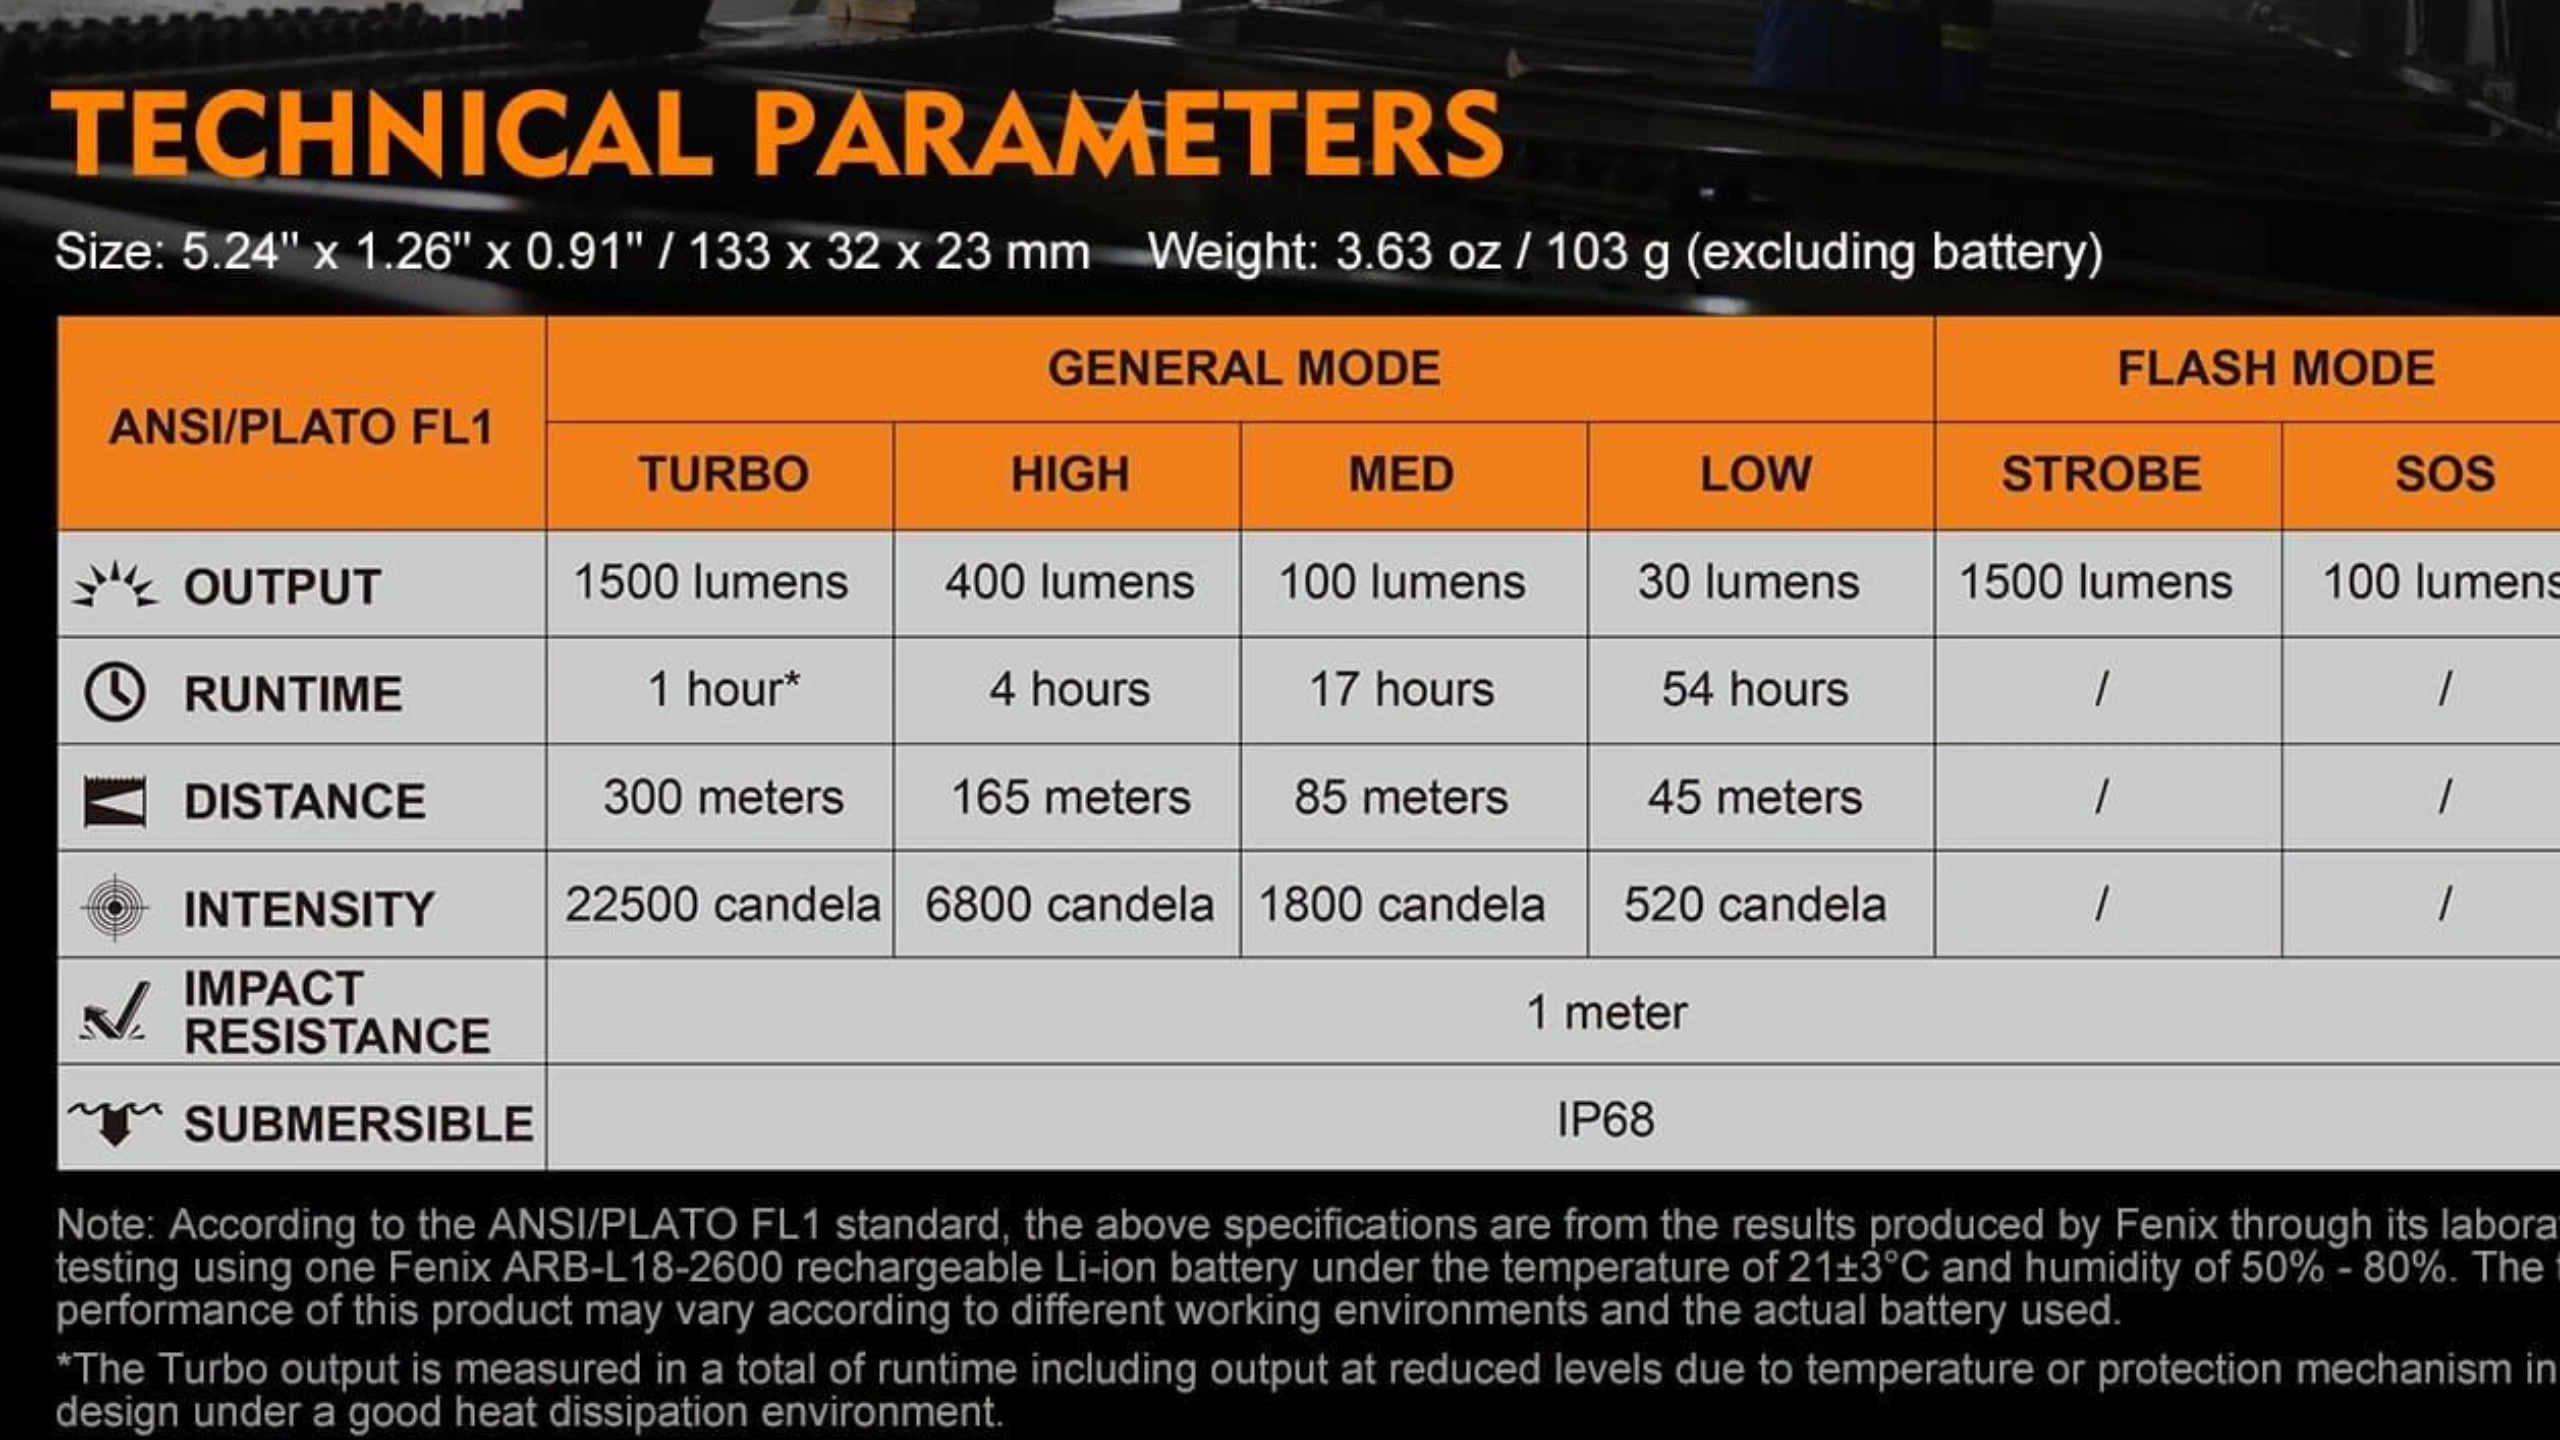 TECHNICAL PARAMETERS
Size: 5.24" x 1.26" x 0.91" / 133 x 32 x 23 mm Weight: 3.63 oz / 103 g (excluding battery)
ANSI/PLATO FL1 GENERAL MODE FLASH MODE
TURBO HIGH MED LOW STROBE SOS
OUTPUT 1500 lumens 400 lumens 100 lumens 30 lumens 1500 lumens 100 lumens
RUNTIME 1 hour* 4 hours 17 hours 54 hours / /
DISTANCE 300 meters 165 meters 85 meters 45 meters / /
INTENSITY 22500 candela 6800 candela 1800 candela 520 candela / /
IMPACT
RESISTANCE 1 meter
SUBMERSIBLE IP68
Note: According to the ANSI/PLATO FL1 standard, the above specifications are from the results produced by Fenix through its
testing using one Fenix ARB-L18-2600 rechargeable Li-ion battery under the temperature of 21±3°C and humidity of 50% - 80%. The
performance of this product may vary according to different working environments and the actual battery used.
*The Turbo output is measured in a total of runtime including output at reduced levels due to temperature or protection mechanism in
design under a good heat dissipation environment.